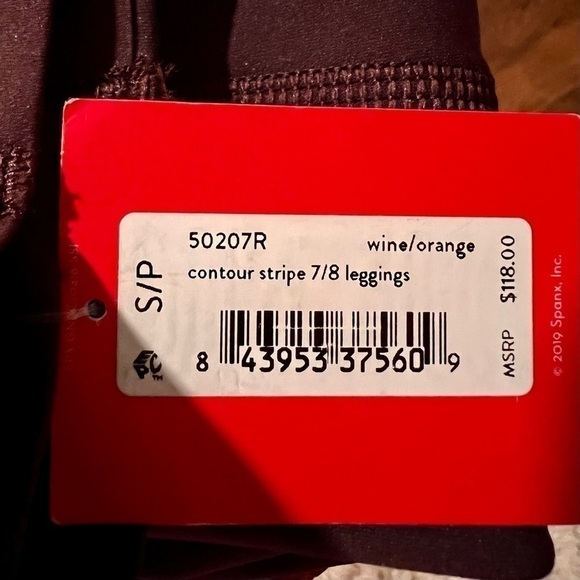 50207R wine/orange
contour stripe 7/8 leggings
S/P
8 43953 37560 9
MSRP $118.00
© 2019 Spanx, Inc.